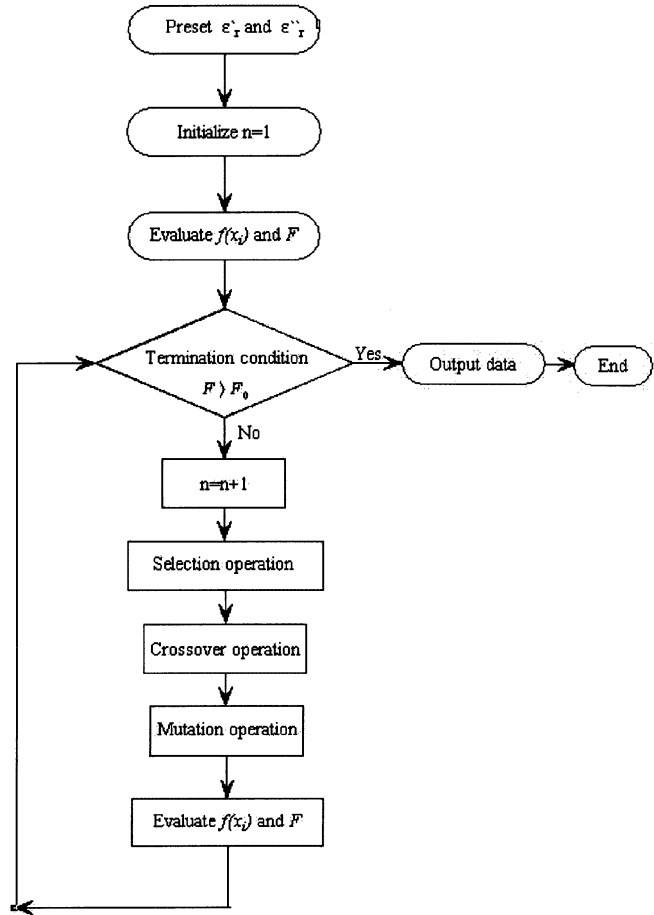 Preset ε`r and ε``r
Initialize n=1
Evaluate f(xi) and F
Termination condition
F ⟩ F0
Yes
Output data
End
No
n=n+1
Selection operation
Crossover operation
Mutation operation
Evaluate f(xi) and F